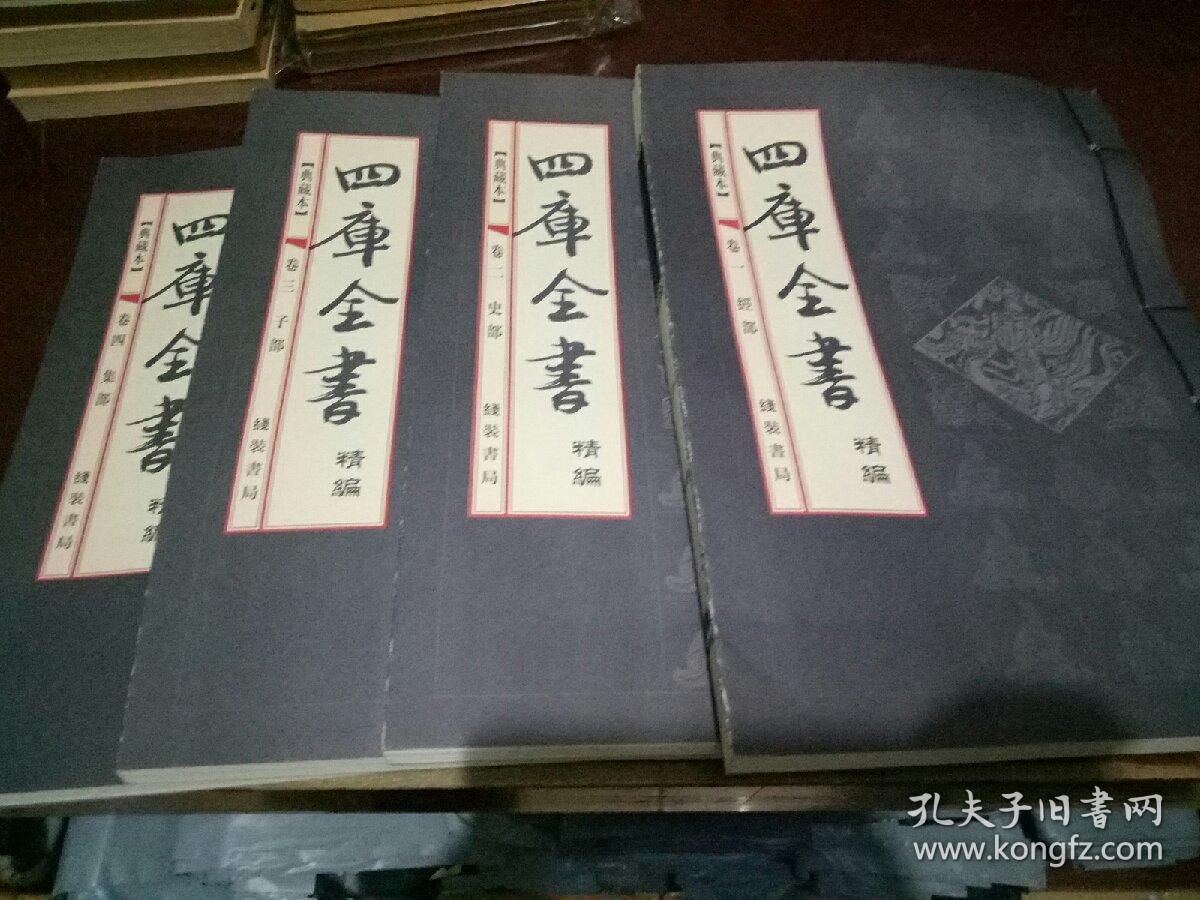 四庫全書
精編
【典藏本】
卷一 經部
綫裝書局
四庫全書
精編
【典藏本】
卷二 史部
綫裝書局
四庫全書
精編
【典藏本】
卷三 子部
綫裝書局
四庫全書
精編
【典藏本】
卷四 集部
綫裝書局
孔夫子旧书网
www.kongfz.com